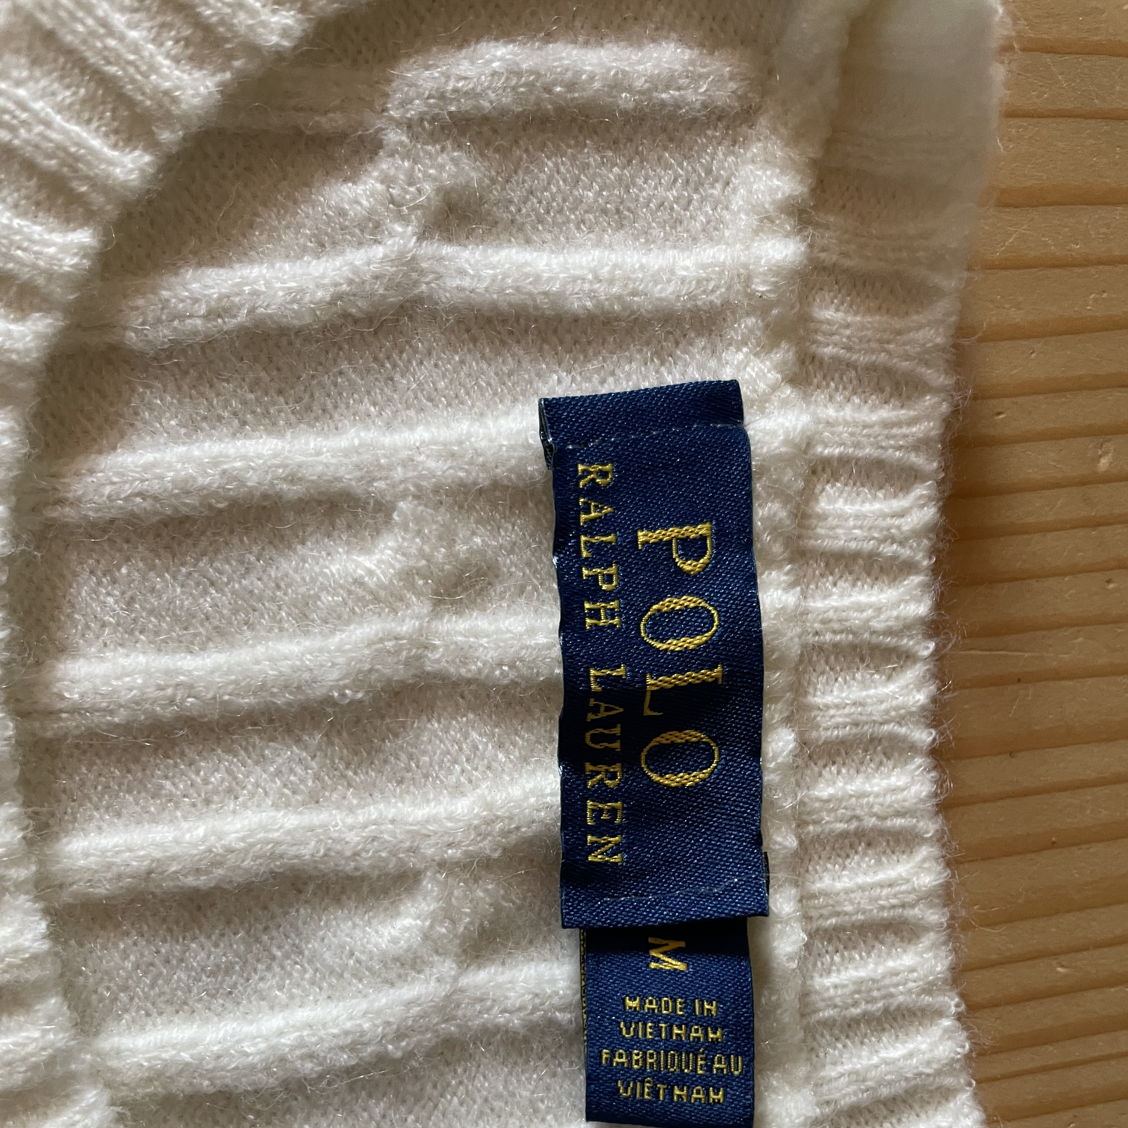 POLO
RALPH LAUREN
M
MADE IN
VIETNAM
FABRIQUÉ AU
VIÊTNAM